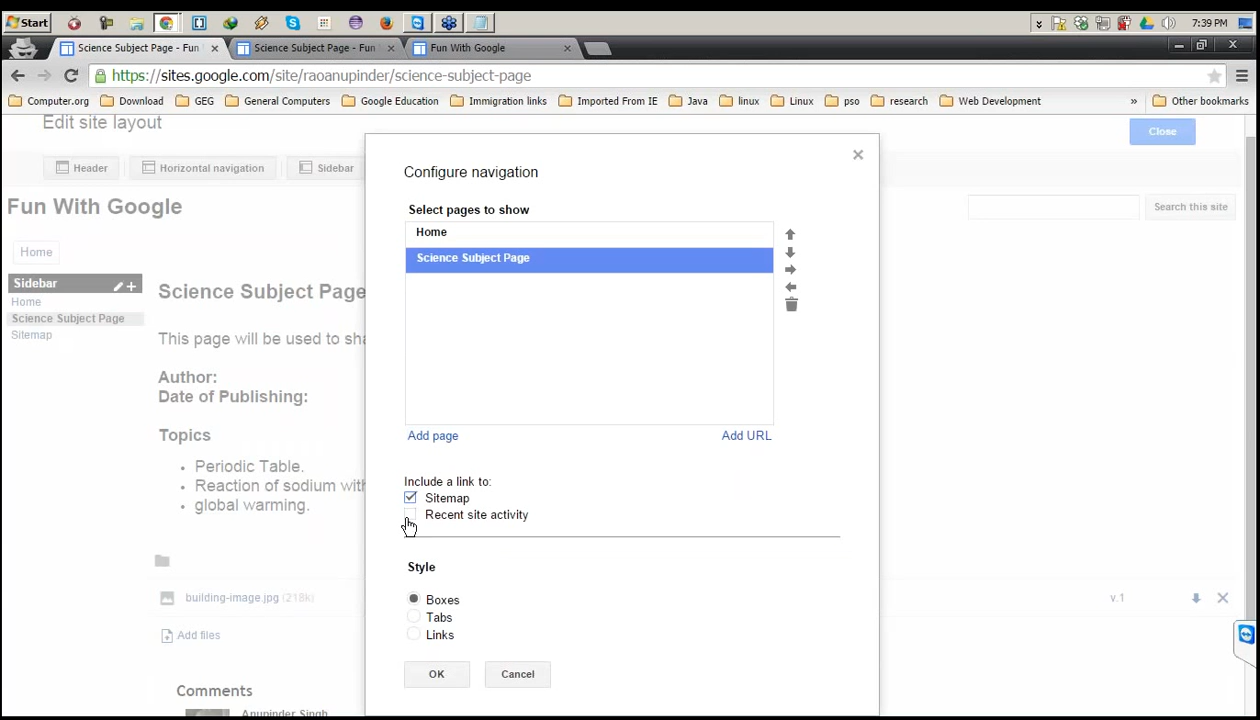 Start
7:39 PM
Science Subject Page - Fun
Science Subject Page - Fun
Fun With Google
https://sites.google.com/site/raoanupinder/science-subject-page
Computer.org Download GEG General Computers Google Education Immigration links Imported From IE Java linux Linux pso research Web Development » Other bookmarks
Edit site layout
Close
Header Horizontal navigation Sidebar
Fun With Google
Search this site
Home
Sidebar
Home
Science Subject Page
Sitemap
Science Subject Page
This page will be used to sha
Author:
Date of Publishing:
Topics
Periodic Table.
Reaction of sodium with
global warming.
building-image.jpg (218k)
v.1
Add files
Comments
Anupinder Singh
Configure navigation
Select pages to show
Home
Science Subject Page
Add page
Add URL
Include a link to:
Sitemap
Recent site activity
Style
Boxes
Tabs
Links
OK
Cancel